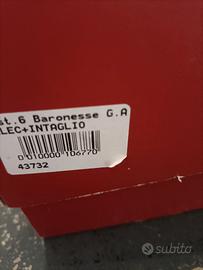 st.6 Baronesse G.A
LEC+INTAGLIO
0 010000 106770
43732
subito